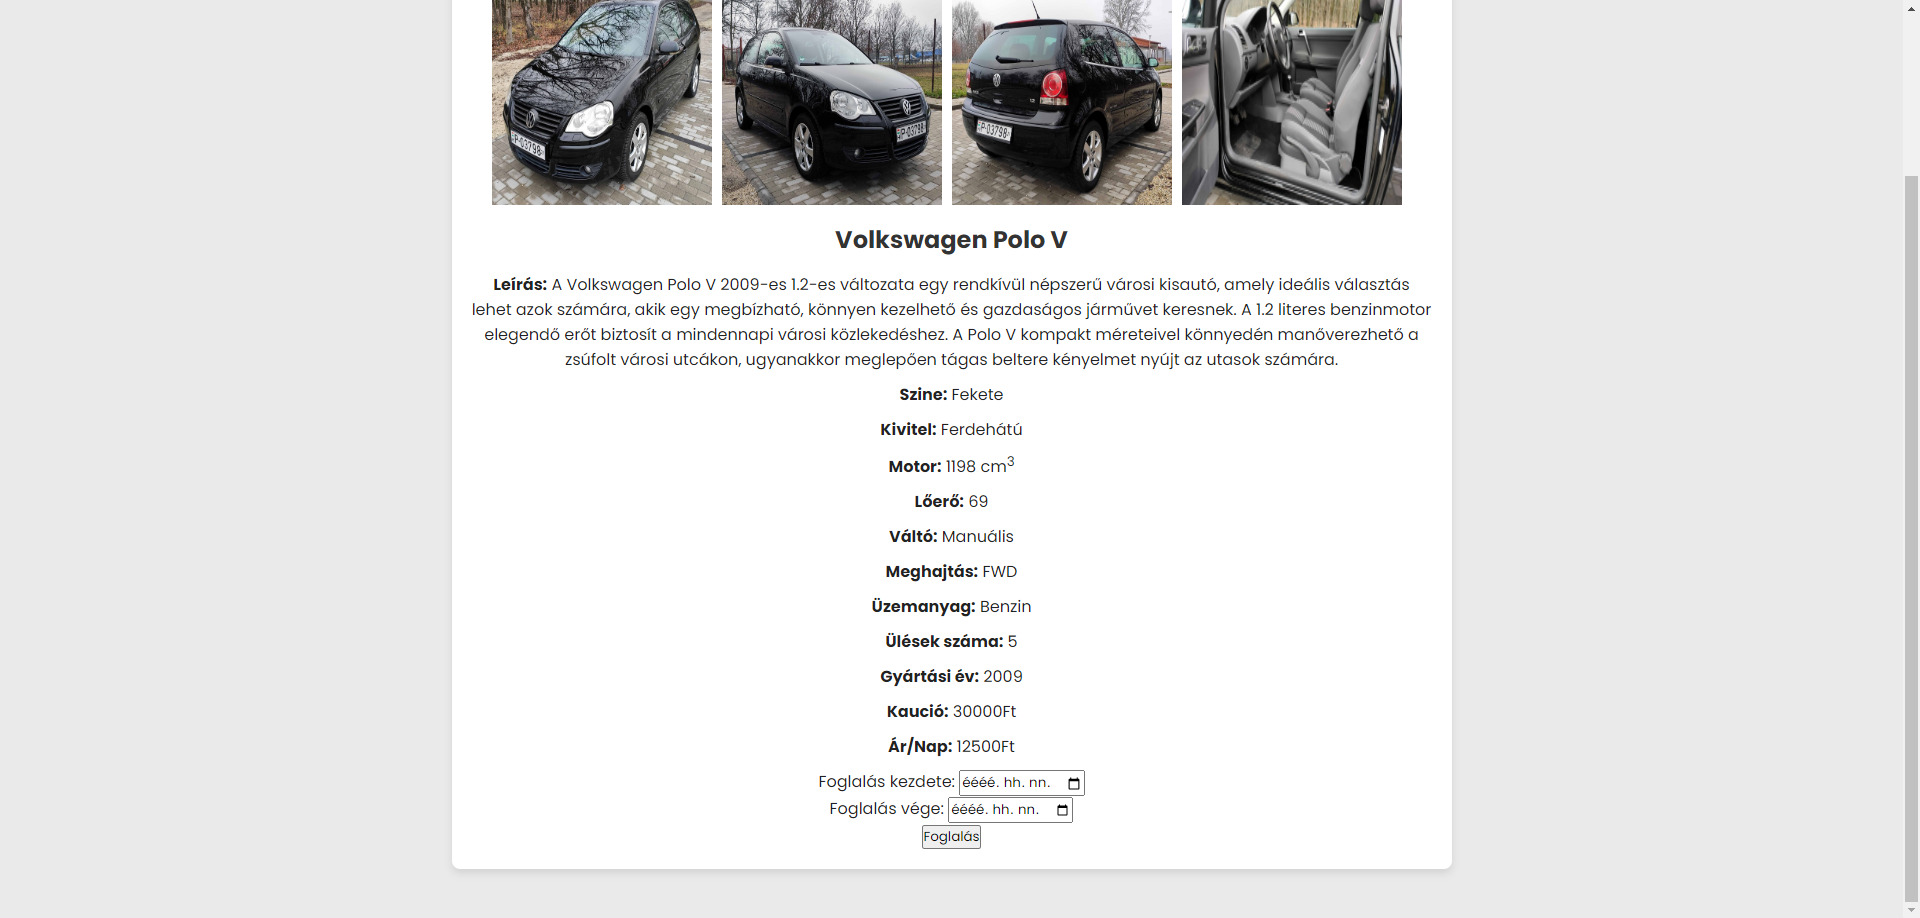 P-03798
P-03798
P-03798
Volkswagen Polo V
Leírás: A Volkswagen Polo V 2009-es 1.2-es változata egy rendkívül népszerű városi kisautó, amely ideális választás
lehet azok számára, akik egy megbízható, könnyen kezelhető és gazdaságos járművet keresnek. A 1.2 literes benzinmotor
elegendő erőt biztosít a mindennapi városi közlekedéshez. A Polo V kompakt méreteivel könnyedén manőverezhető a
zsúfolt városi utcákon, ugyanakkor meglepően tágas beltere kényelmet nyújt az utasok számára.
Szine: Fekete
Kivitel: Ferdehátú
Motor: 1198 cm³
Lőerő: 69
Váltó: Manuális
Meghajtás: FWD
Üzemanyag: Benzin
Ülések száma: 5
Gyártási év: 2009
Kaució: 30000Ft
Ár/Nap: 12500Ft
Foglalás kezdete: éééé. hh. nn.
Foglalás vége: éééé. hh. nn.
Foglalás